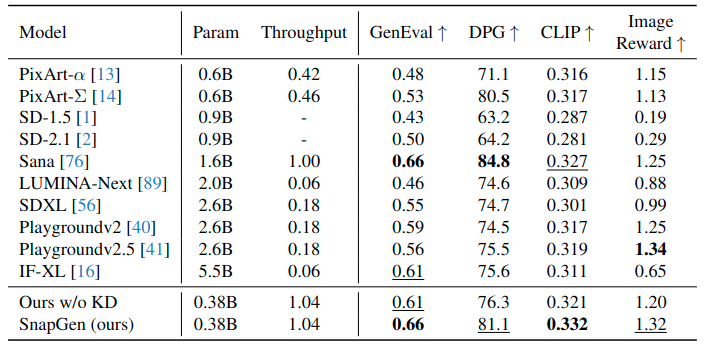 Model Param Throughput GenEval ↑ DPG ↑ CLIP ↑ Image Reward ↑
PixArt-α [13] 0.6B 0.42 0.48 71.1 0.316 1.15
PixArt-Σ [14] 0.6B 0.46 0.53 80.5 0.317 1.13
SD-1.5 [1] 0.9B - 0.43 63.2 0.287 0.19
SD-2.1 [2] 0.9B - 0.50 64.2 0.281 0.29
Sana [76] 1.6B 1.00 0.66 84.8 0.327 1.25
LUMINA-Next [89] 2.0B 0.06 0.46 74.6 0.309 0.88
SDXL [56] 2.6B 0.18 0.55 74.7 0.301 0.99
Playgroundv2 [40] 2.6B 0.18 0.59 74.5 0.317 1.25
Playgroundv2.5 [41] 2.6B 0.18 0.56 75.5 0.319 1.34
IF-XL [16] 5.5B 0.06 0.61 75.6 0.311 0.65
Ours w/o KD 0.38B 1.04 0.61 76.3 0.321 1.20
SnapGen (ours) 0.38B 1.04 0.66 81.1 0.332 1.32